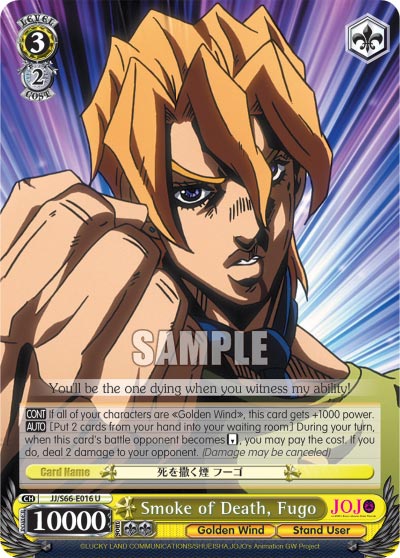 LEVEL
3
2
COST
SAMPLE
You'll be the one dying when you witness my ability!
CONT If all of your characters are «Golden Wind», this card gets +1000 power.
AUTO [Put 2 cards from your hand into your waiting room] During your turn,
when this card's battle opponent becomes , you may pay the cost. If you
do, deal 2 damage to your opponent. (Damage may be canceled)
Card Name 死を撒く煙 フーゴ
CH JJ/S66-E016 U
POWER 10000 SOUL Smoke of Death, Fugo JOJO
Golden Wind Stand User
©LUCKY LAND COMMUNICATIONS/SHUEISHA,JOJO's Animation GW Project